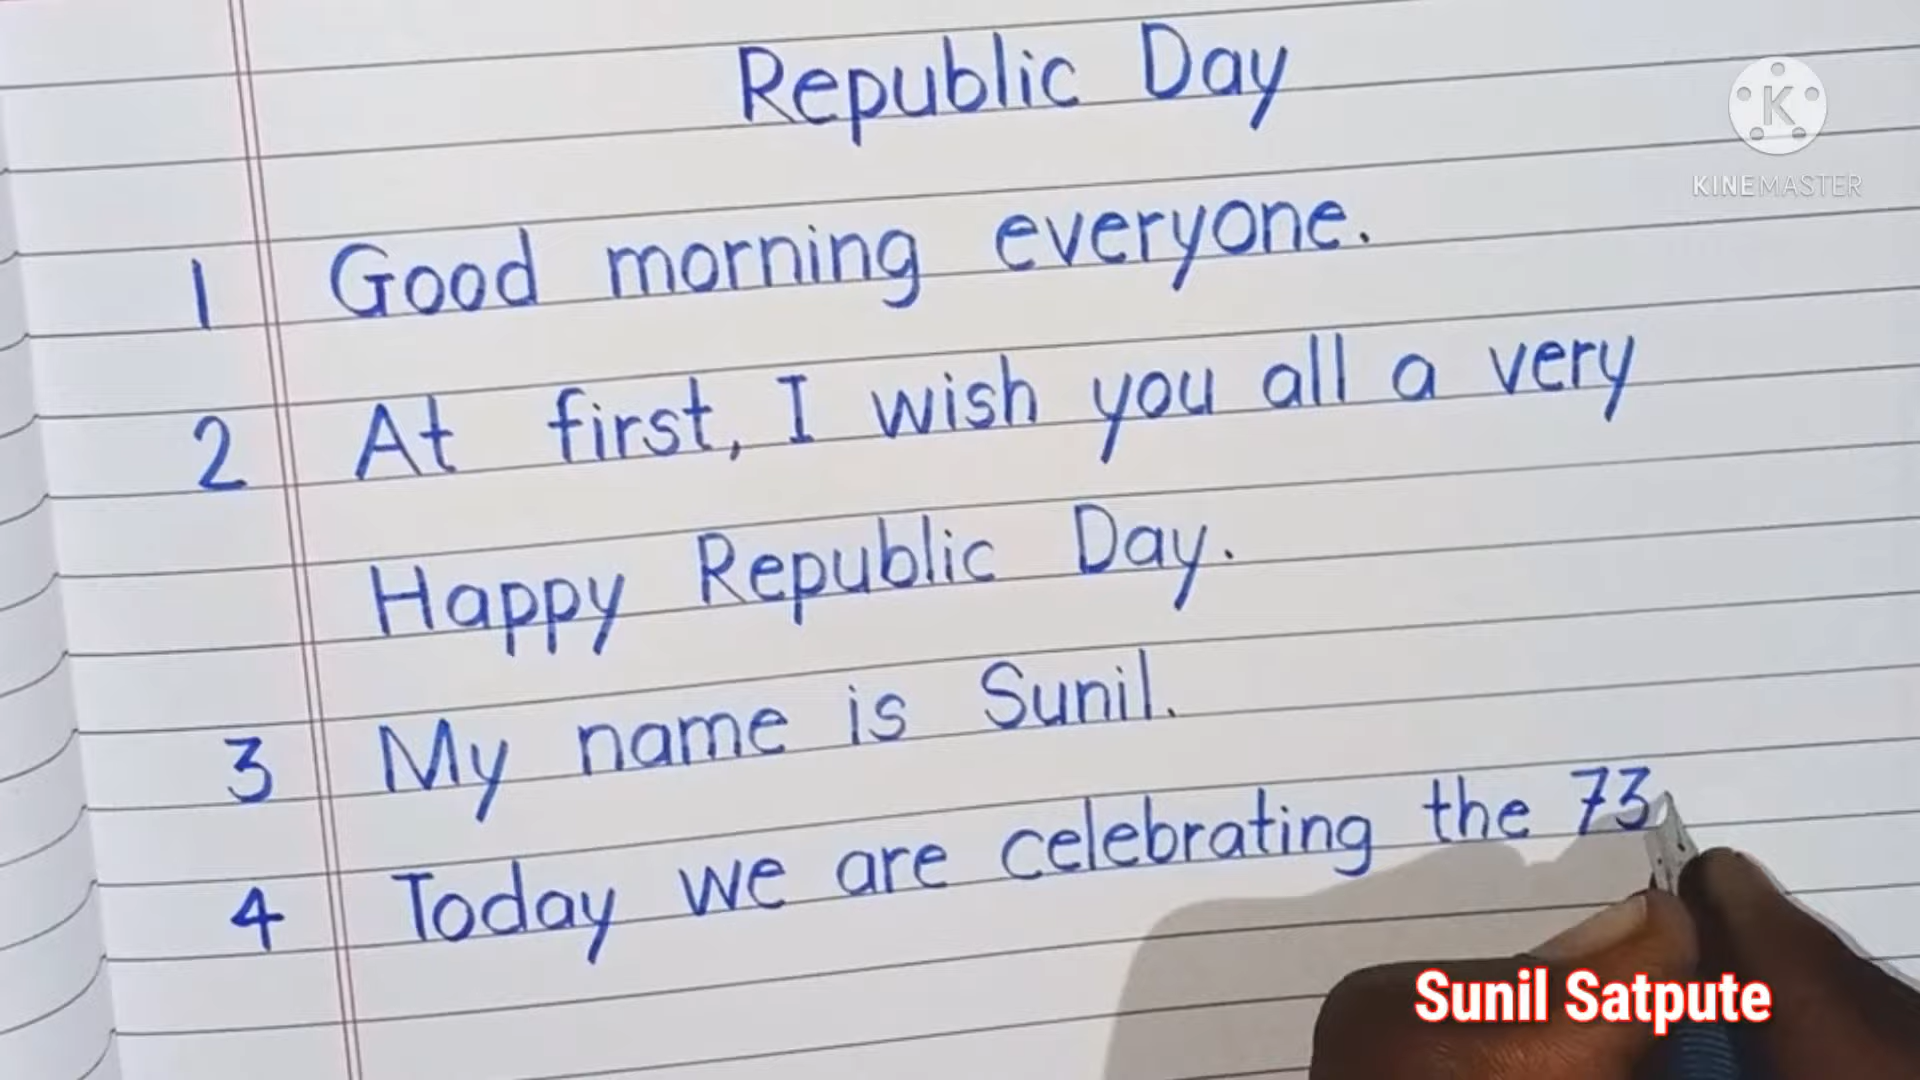 Republic Day
KINEMASTER
1 Good morning everyone.
2 At first, I wish you all a very
Happy Republic Day.
3 My name is Sunil.
4 Today we are celebrating the 73
Sunil Satpute